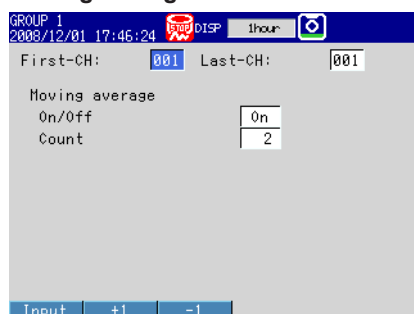 GROUP 1
2008/12/01 17:46:24 STOP DISP 1hour
First-CH: 001 Last-CH: 001
Moving average
On/Off On
Count 2
Input +1 -1